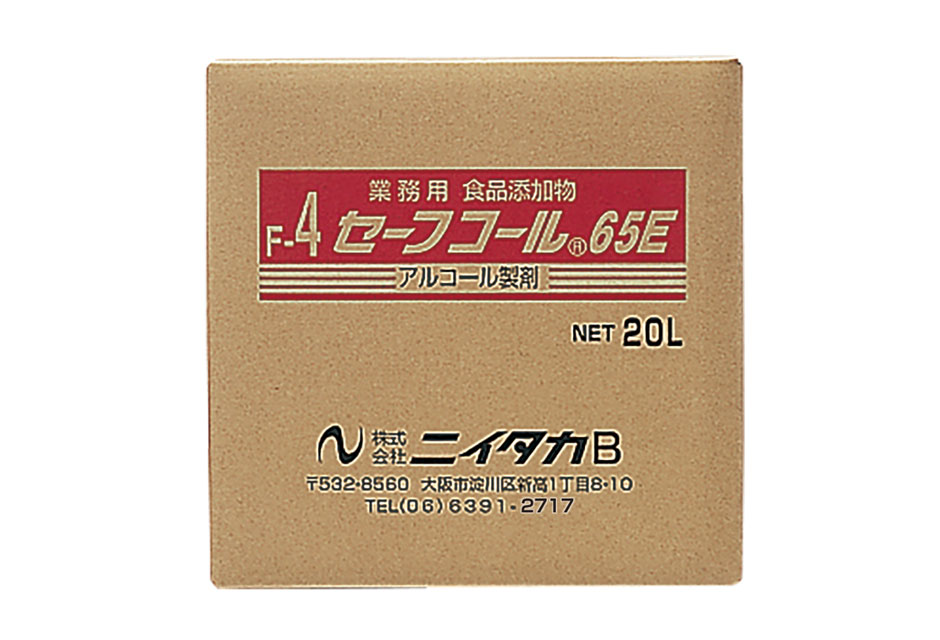 業務用 食品添加物
F-4 セーフコール®65E
アルコール製剤
NET 20L
株式会社 ニイタカB
〒532-8560 大阪市淀川区新高1丁目8-10
TEL(06)6391-2717